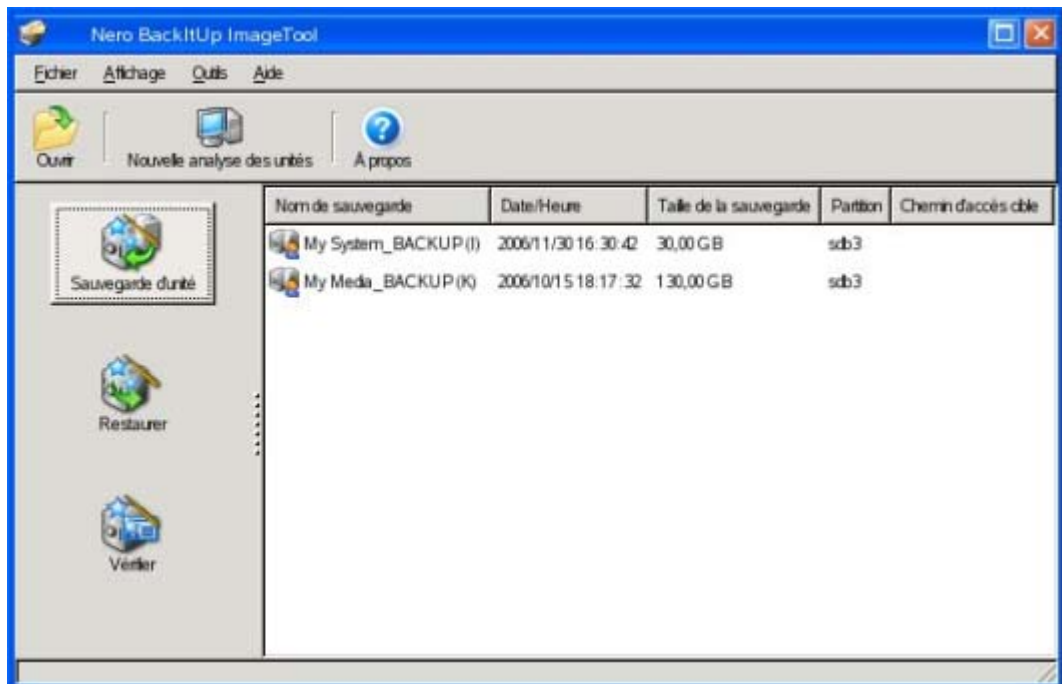 Nero BackItUp ImageTool
Fichier Affichage Outils Aide
Ouvrir Nouvelle analyse des unités À propos
Nom de sauvegarde Date/Heure Taille de la sauvegarde Partition Chemin d'accès cible
My System_BACKUP (I) 2006/11/30 16:30:42 30,00 GB sdb3
My Media_BACKUP (K) 2006/10/15 18:17:32 130,00 GB sdb3
Sauvegarde d'unité
Restaurer
Vérifier